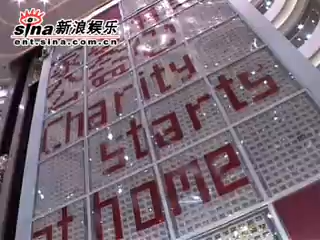 sina新浪娱乐
ent.sina.com.cn
Charity
starts
at home